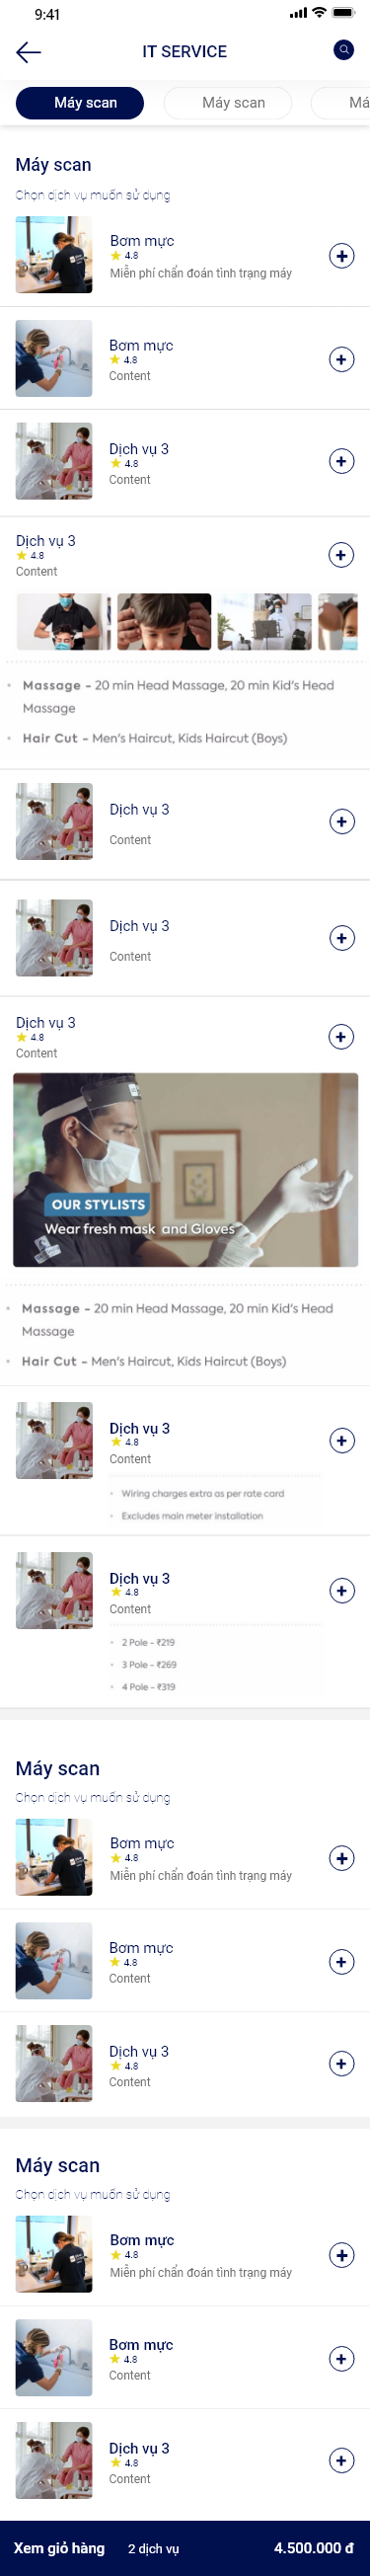 9:41
IT SERVICE
Máy scan
Máy scan
Má
Máy scan
Chọn dịch vụ muốn sử dụng
Bơm mực
4.8
Miễn phí chẩn đoán tình trạng máy
Bơm mực
4.8
Content
Dịch vụ 3
4.8
Content
Dịch vụ 3
4.8
Content
• Massage - 20 min Head Massage, 20 min Kid's Head
Massage
• Hair Cut - Men's Haircut, Kids Haircut (Boys)
Dịch vụ 3
Content
Dịch vụ 3
Content
Dịch vụ 3
4.8
Content
OUR STYLISTS
Wear fresh mask and Gloves
• Massage - 20 min Head Massage, 20 min Kid's Head
Massage
• Hair Cut - Men's Haircut, Kids Haircut (Boys)
Dịch vụ 3
4.8
Content
• Wiring charges extra as per rate card
• Excludes main meter installation
Dịch vụ 3
4.8
Content
• 2 Pole - ₹219
• 3 Pole - ₹269
• 4 Pole - ₹319
Máy scan
Chọn dịch vụ muốn sử dụng
Bơm mực
4.8
Miễn phí chẩn đoán tình trạng máy
Bơm mực
4.8
Content
Dịch vụ 3
4.8
Content
Máy scan
Chọn dịch vụ muốn sử dụng
Bơm mực
4.8
Miễn phí chẩn đoán tình trạng máy
Bơm mực
4.8
Content
Dịch vụ 3
4.8
Content
Xem giỏ hàng 2 dịch vụ 4.500.000 đ